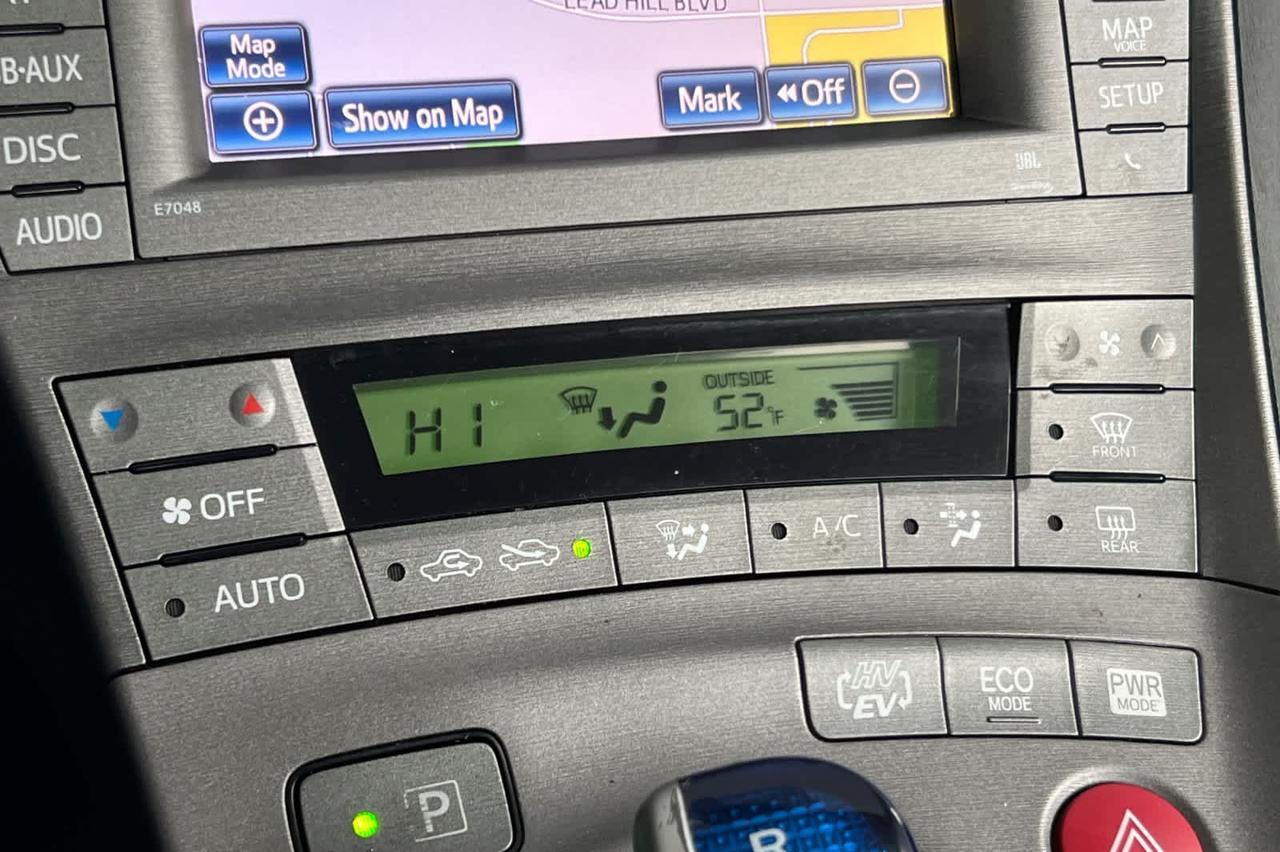 LEAD HILL BLVD
Map
Mode
Show on Map
Mark
Off
MAP
VOICE
SETUP
B·AUX
DISC
AUDIO
E7048
JBL
HI
OUTSIDE
52°F
OFF
AUTO
A/C
FRONT
REAR
HV
EV
ECO
MODE
PWR
MODE
P
R